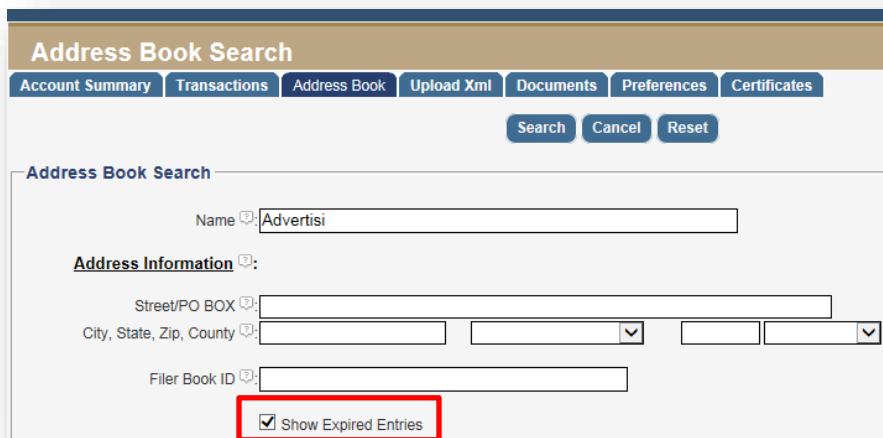 Address Book Search
Account Summary Transactions Address Book Upload Xml Documents Preferences Certificates
Search Cancel Reset
Address Book Search
Name ?: Advertisi
Address Information ?:
Street/PO BOX ?:
City, State, Zip, County ?:
Filer Book ID ?:
Show Expired Entries